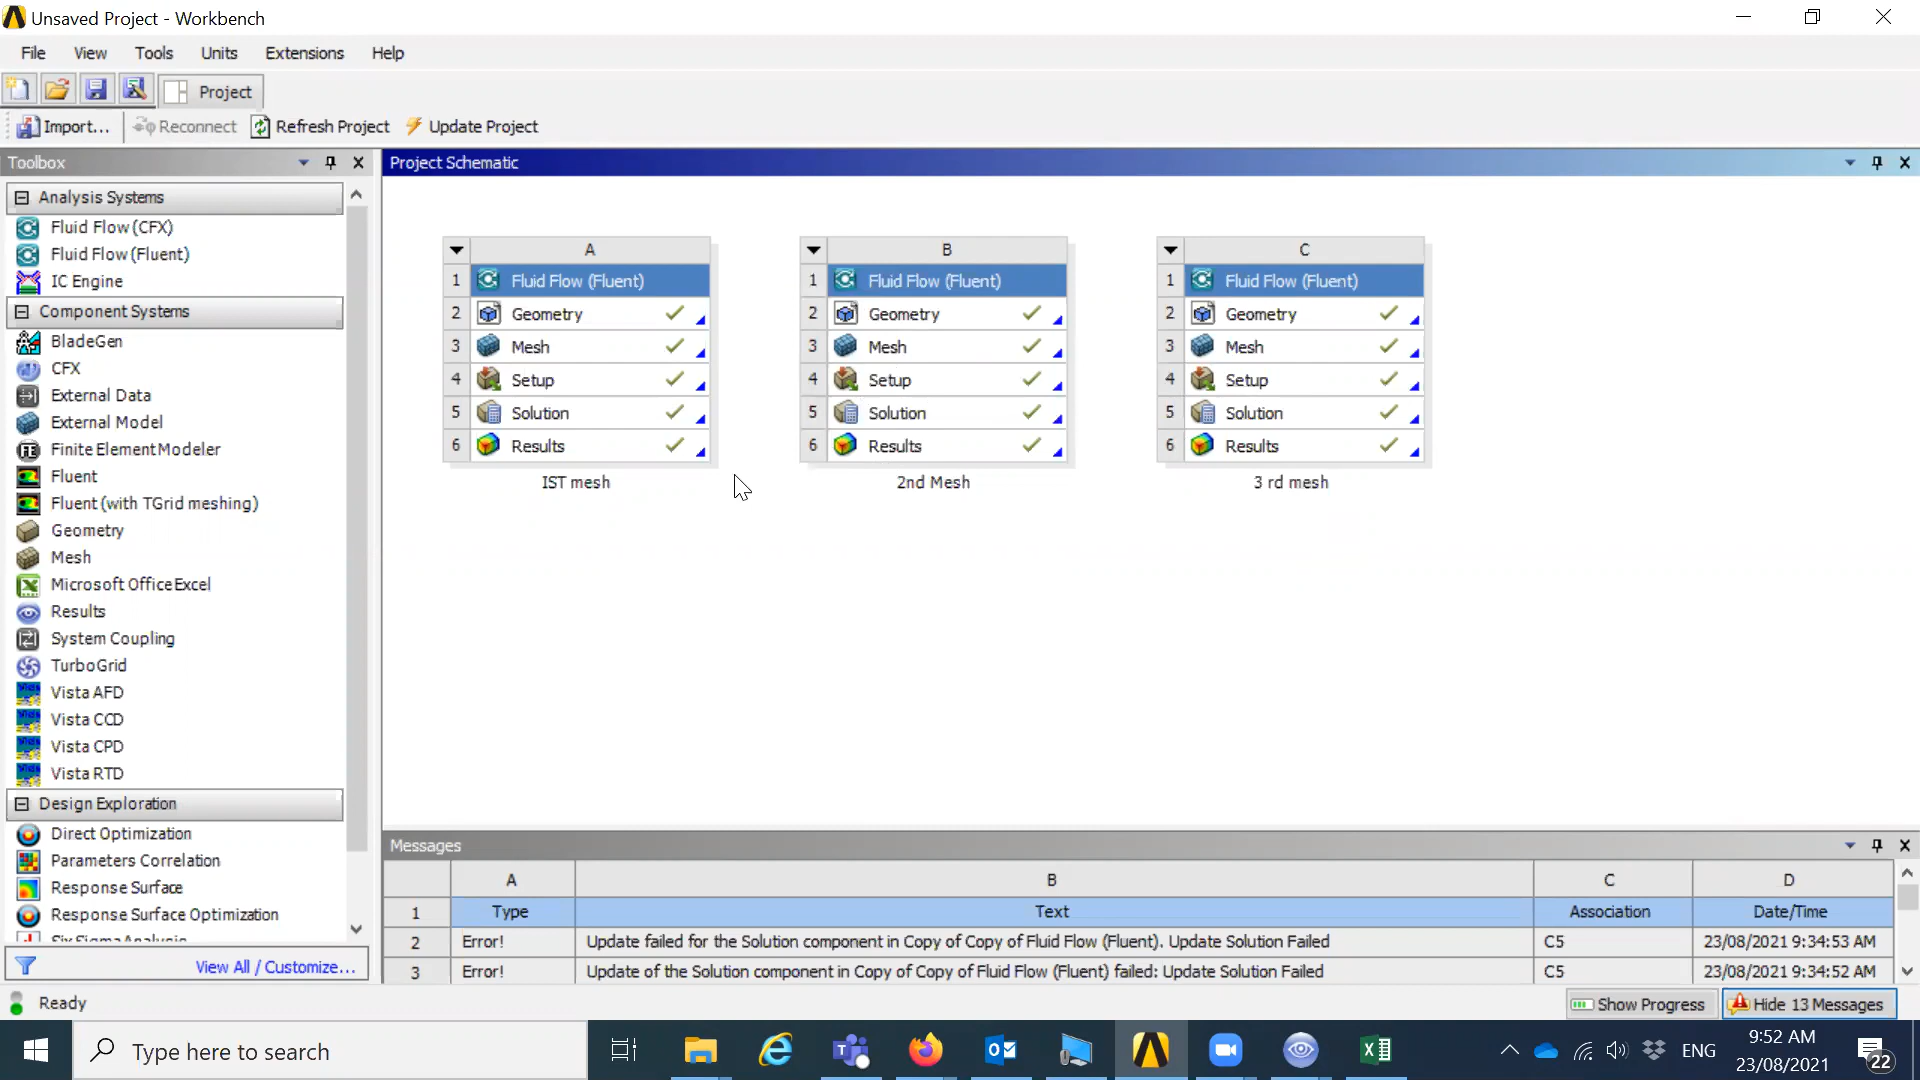 Unsaved Project - Workbench
File View Tools Units Extensions Help
Project
Import... Reconnect Refresh Project Update Project
Toolbox
Analysis Systems
Fluid Flow (CFX)
Fluid Flow (Fluent)
IC Engine
Component Systems
BladeGen
CFX
External Data
External Model
Finite Element Modeler
Fluent
Fluent (with TGrid meshing)
Geometry
Mesh
Microsoft Office Excel
Results
System Coupling
TurboGrid
Vista AFD
Vista CCD
Vista CPD
Vista RTD
Design Exploration
Direct Optimization
Parameters Correlation
Response Surface
Response Surface Optimization
Six Sigma Analysis
View All / Customize...
Project Schematic
A
1 Fluid Flow (Fluent)
2 Geometry
3 Mesh
4 Setup
5 Solution
6 Results
IST mesh
B
1 Fluid Flow (Fluent)
2 Geometry
3 Mesh
4 Setup
5 Solution
6 Results
2nd Mesh
C
1 Fluid Flow (Fluent)
2 Geometry
3 Mesh
4 Setup
5 Solution
6 Results
3 rd mesh
Messages
A B C D
1 Type Text Association Date/Time
2 Error! Update failed for the Solution component in Copy of Copy of Fluid Flow (Fluent). Update Solution Failed C5 23/08/2021 9:34:53 AM
3 Error! Update of the Solution component in Copy of Copy of Fluid Flow (Fluent) failed: Update Solution Failed C5 23/08/2021 9:34:52 AM
Ready Show Progress Hide 13 Messages
Type here to search ENG 9:52 AM
23/08/2021 22